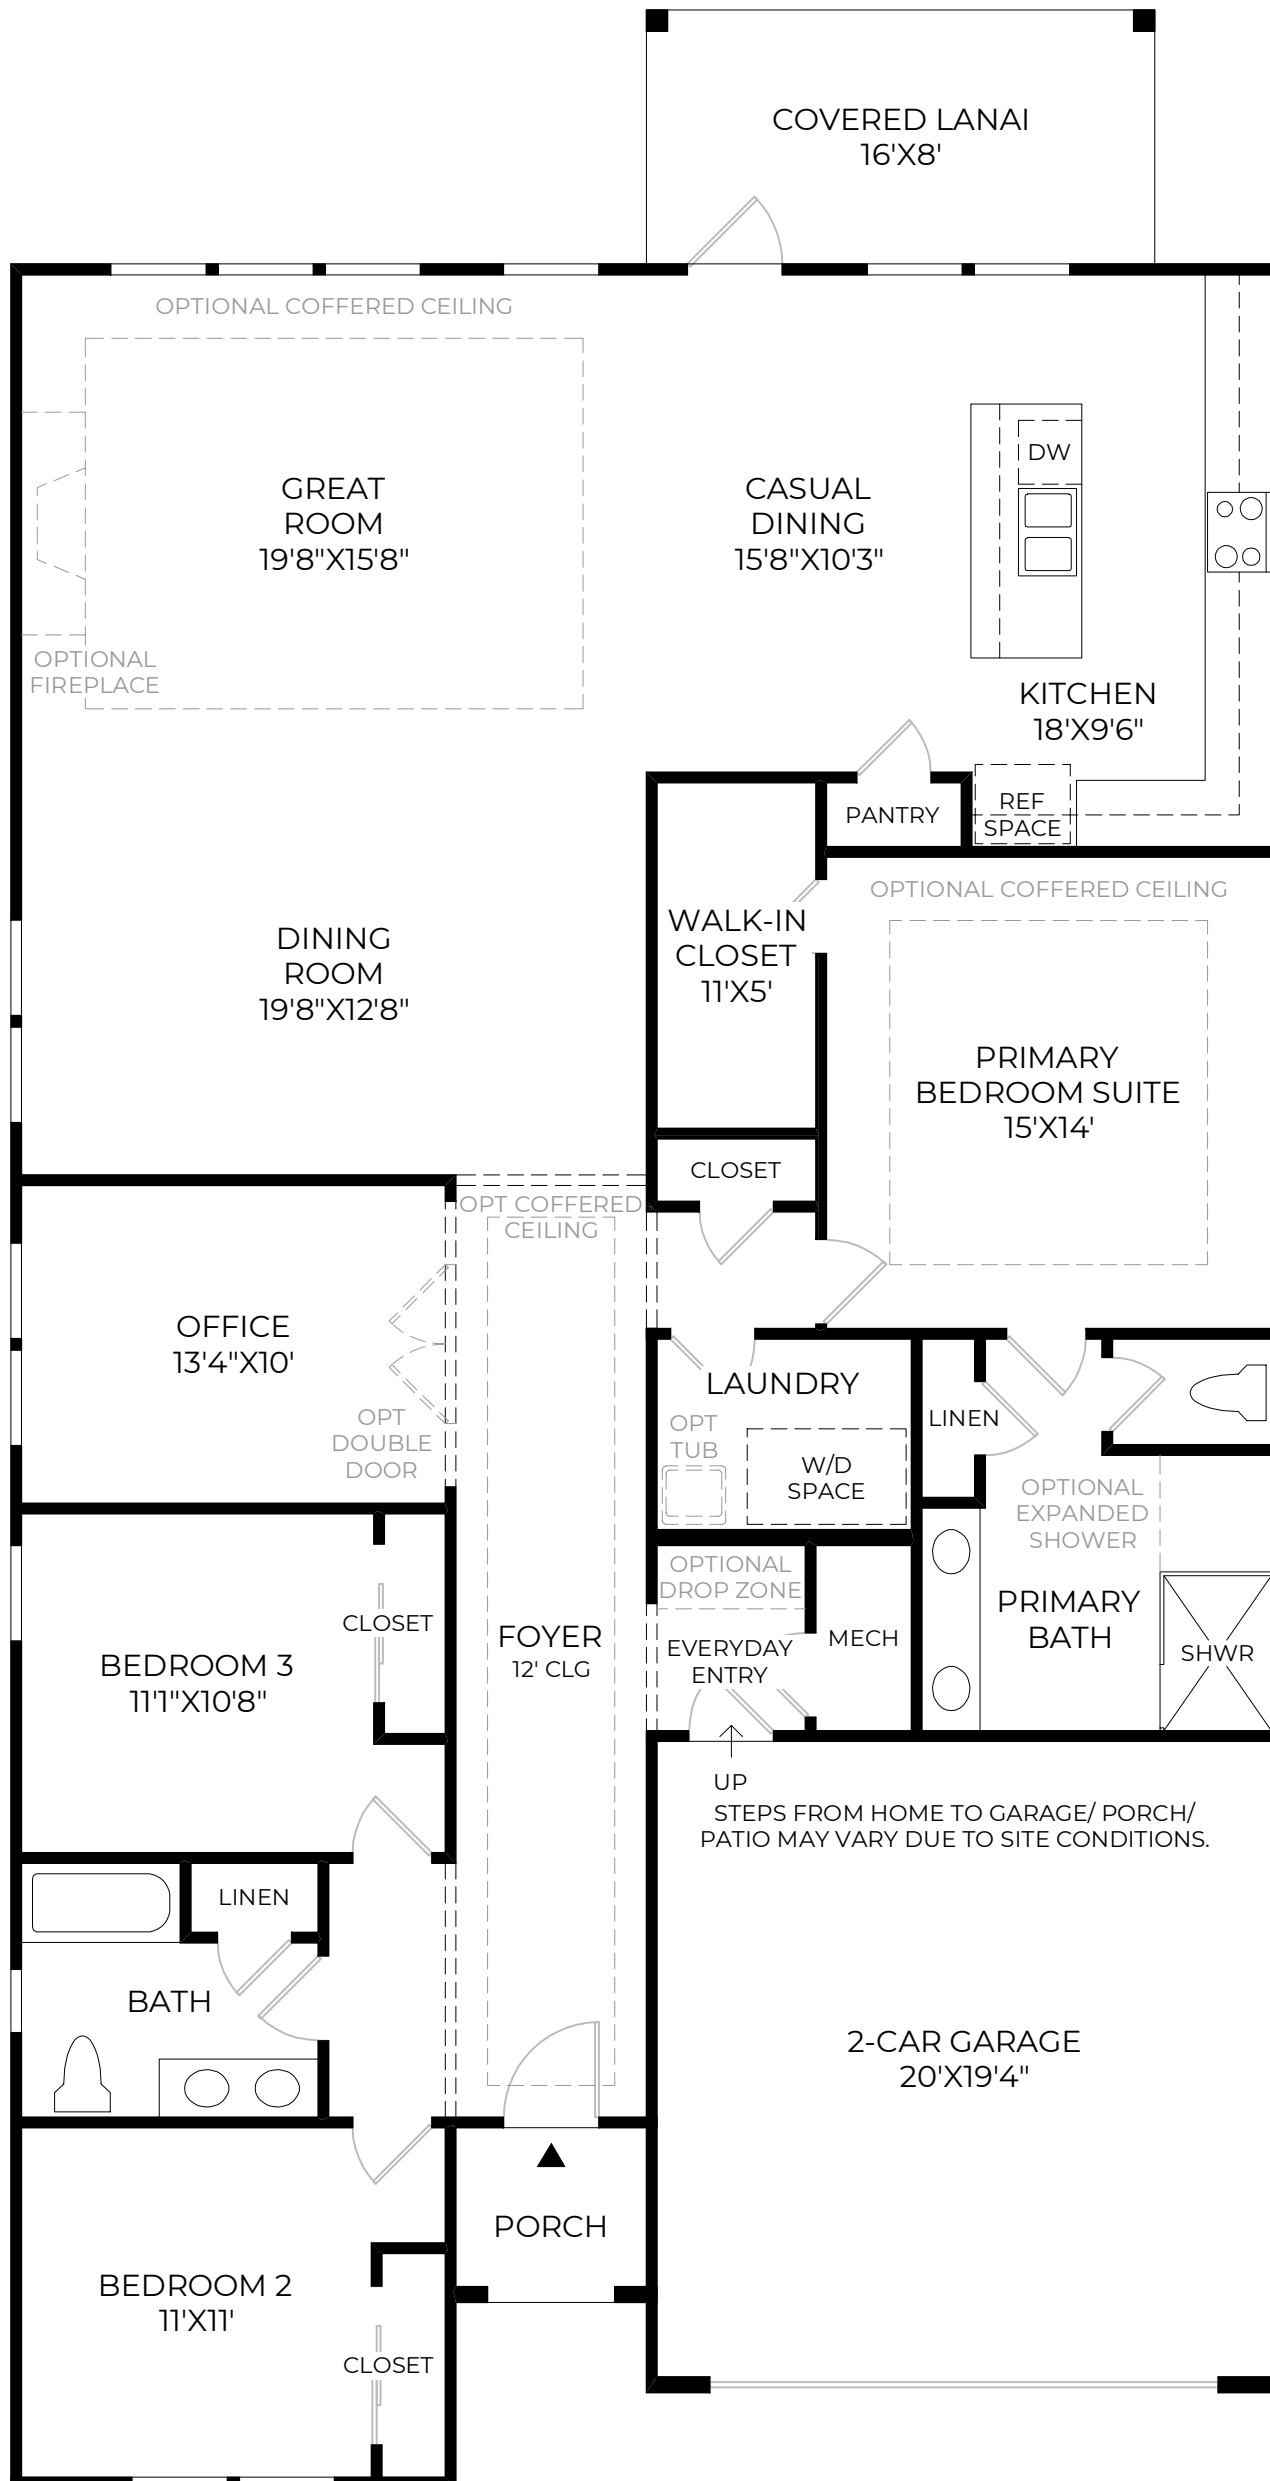 COVERED LANAI
16'X8'
OPTIONAL COFFERED CEILING
GREAT
ROOM
19'8"X15'8"
OPTIONAL
FIREPLACE
CASUAL
DINING
15'8"X10'3"
DW
KITCHEN
18'X9'6"
PANTRY
REF
SPACE
DINING
ROOM
19'8"X12'8"
WALK-IN
CLOSET
11'X5'
OPTIONAL COFFERED CEILING
PRIMARY
BEDROOM SUITE
15'X14'
CLOSET
OPT COFFERED
CEILING
OFFICE
13'4"X10'
OPT
DOUBLE
DOOR
LAUNDRY
OPT
TUB
W/D
SPACE
LINEN
OPTIONAL
EXPANDED
SHOWER
PRIMARY
BATH
SHWR
OPTIONAL
DROP ZONE
EVERYDAY
ENTRY
MECH
FOYER
12' CLG
CLOSET
BEDROOM 3
11'1"X10'8"
UP
STEPS FROM HOME TO GARAGE/ PORCH/
PATIO MAY VARY DUE TO SITE CONDITIONS.
LINEN
BATH
2-CAR GARAGE
20'X19'4"
PORCH
BEDROOM 2
11'X11'
CLOSET